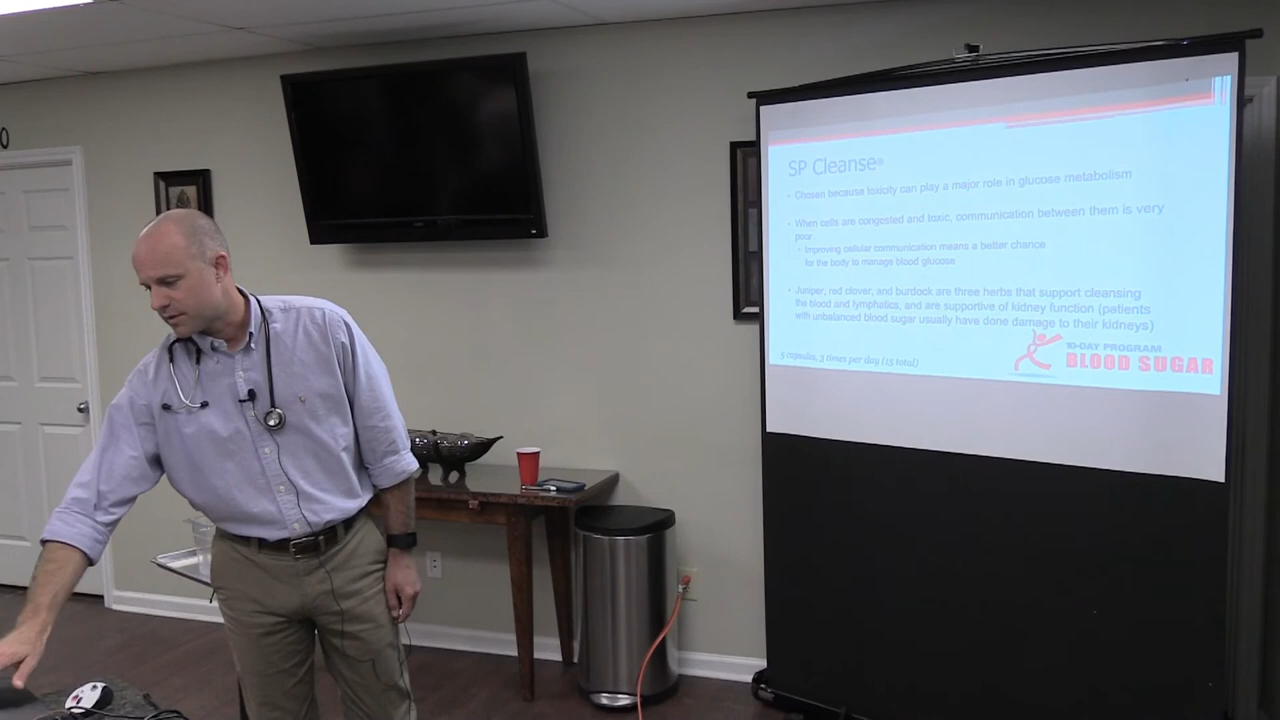 SP Cleanse®
Chosen because toxicity can play a major role in glucose metabolism
When cells are congested and toxic, communication between them is very
poor
Improving cellular communication means a better chance
for the body to manage blood glucose
Juniper, red clover, and burdock are three herbs that support cleansing
the blood and lymphatics, and are supportive of kidney function (patients
with unbalanced blood sugar usually have done damage to their kidneys)
5 capsules, 3 times per day (15 total)
10-DAY PROGRAM
BLOOD SUGAR